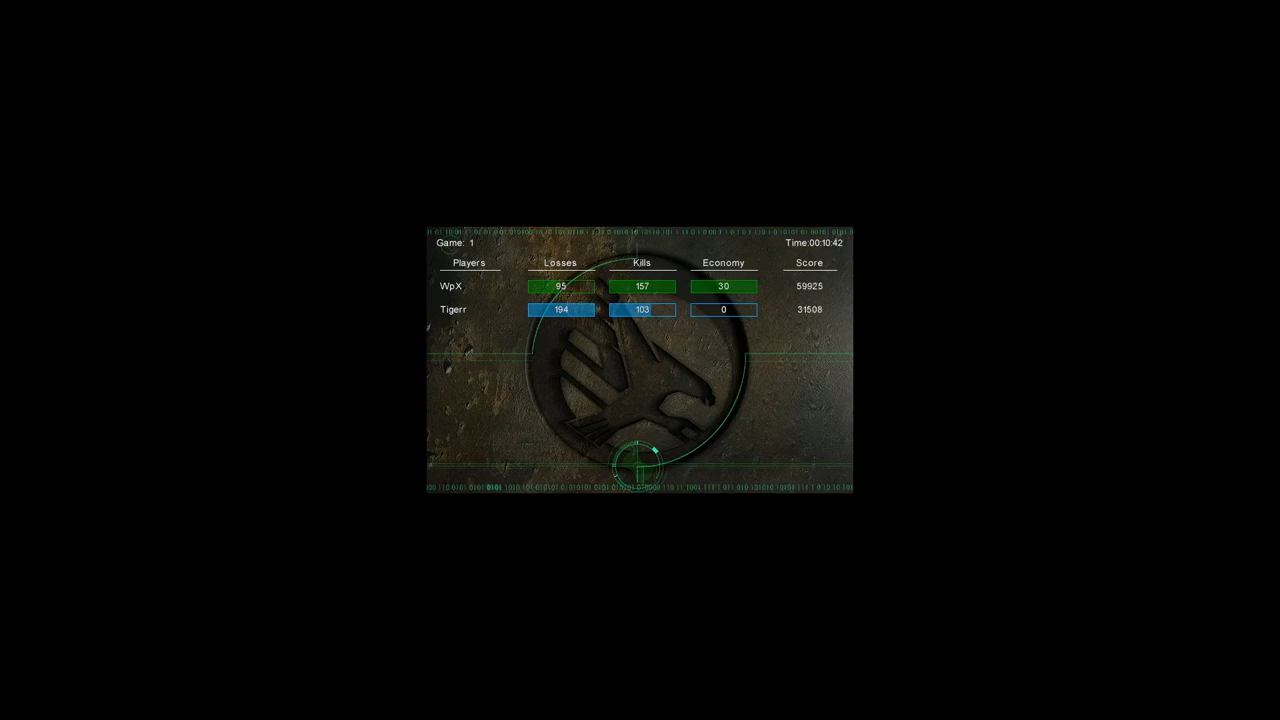 Game: 1 Time:00:10:42
Players Losses Kills Economy Score
WpX 95 157 30 59925
Tigerr 194 103 0 31508